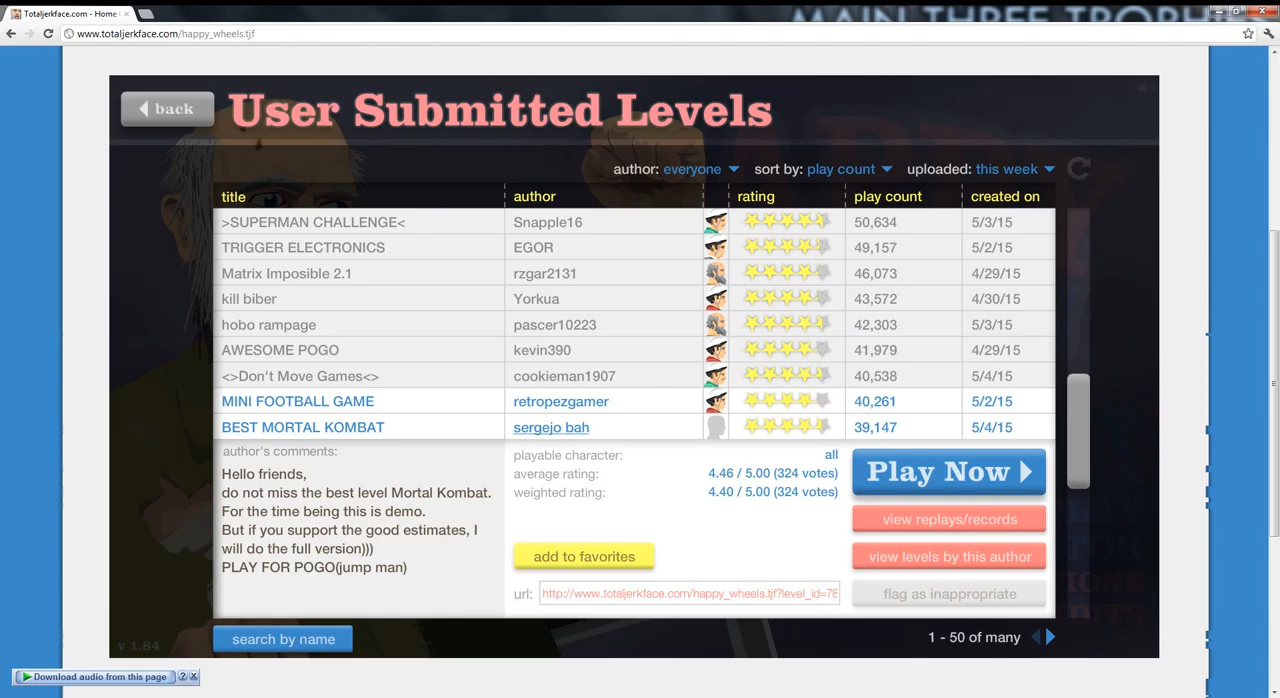 Totaljerkface.com - Home
MAIN THREE TROPHIES
www.totaljerkface.com/happy_wheels.tjf
back
User Submitted Levels
author: everyone sort by: play count uploaded: this week
title author rating play count created on
>SUPERMAN CHALLENGE< Snapple16 50,634 5/3/15
TRIGGER ELECTRONICS EGOR 49,157 5/2/15
Matrix Imposible 2.1 rzgar2131 46,073 4/29/15
kill biber Yorkua 43,572 4/30/15
hobo rampage pascer10223 42,303 5/3/15
AWESOME POGO kevin390 41,979 4/29/15
<>Don't Move Games<> cookieman1907 40,538 5/4/15
MINI FOOTBALL GAME retropezgamer 40,261 5/2/15
BEST MORTAL KOMBAT sergejo bah 39,147 5/4/15
author's comments:
Hello friends,
do not miss the best level Mortal Kombat.
For the time being this is demo.
But if you support the good estimates, I
will do the full version)))
PLAY FOR POGO(jump man)
playable character: all
average rating: 4.46 / 5.00 (324 votes)
weighted rating: 4.40 / 5.00 (324 votes)
add to favorites
url: http://www.totaljerkface.com/happy_wheels.tjf?level_id=78
Play Now
view replays/records
view levels by this author
flag as inappropriate
search by name
1 - 50 of many
v 1.84
Download audio from this page ? X